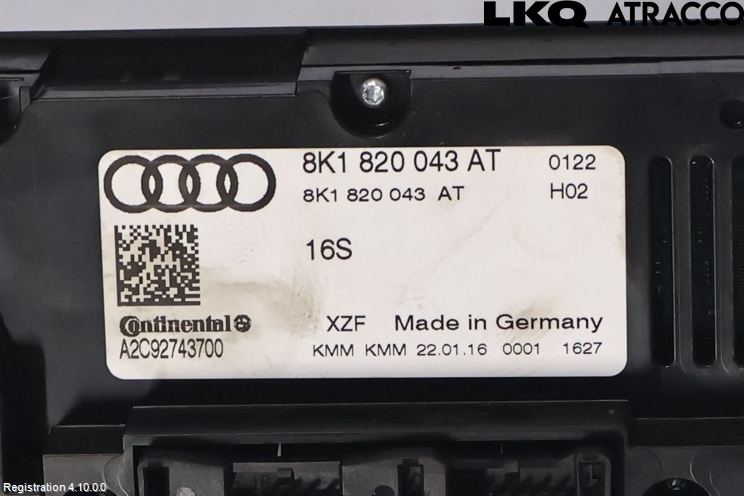 LKQ ATRACCO
8K1 820 043 AT 0122
8K1 820 043 AT H02
16S
Continental XZF Made in Germany
A2C92743700 KMM KMM 22.01.16 0001 1627
Registration 4.10.0.0